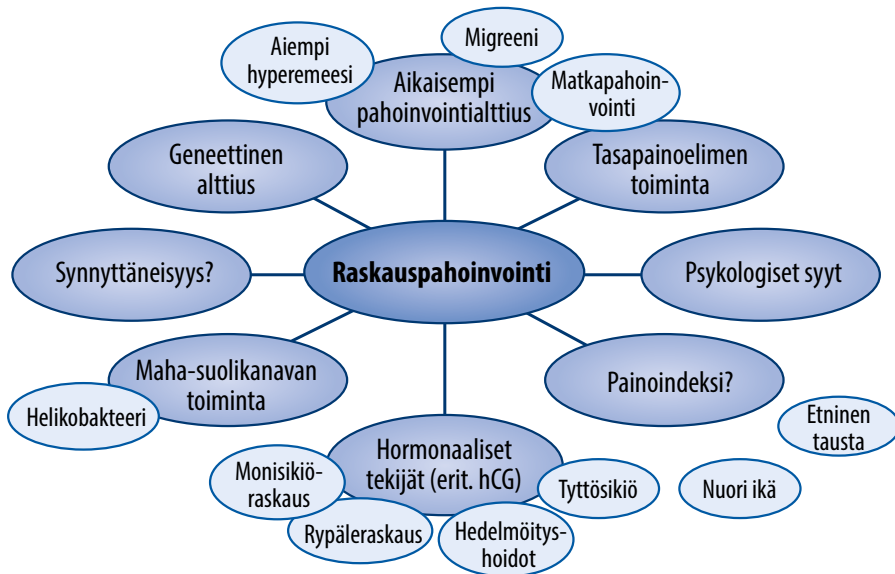 Aiempi
hyperemeesi
Migreeni
Aikaisempi
pahoinvointialttius
Matkapahoin-
vointi
Geneettinen
alttius
Tasapainoelimen
toiminta
Synnyttäneisyys?
Raskauspahoinvointi
Psykologiset syyt
Maha-suolikanavan
toiminta
Painoindeksi?
Helikobakteeri
Etninen
tausta
Hormonaaliset
tekijät (erit. hCG)
Monisikiö-
raskaus
Tyttösikiö
Nuori ikä
Rypäleraskaus
Hedelmöitys-
hoidot